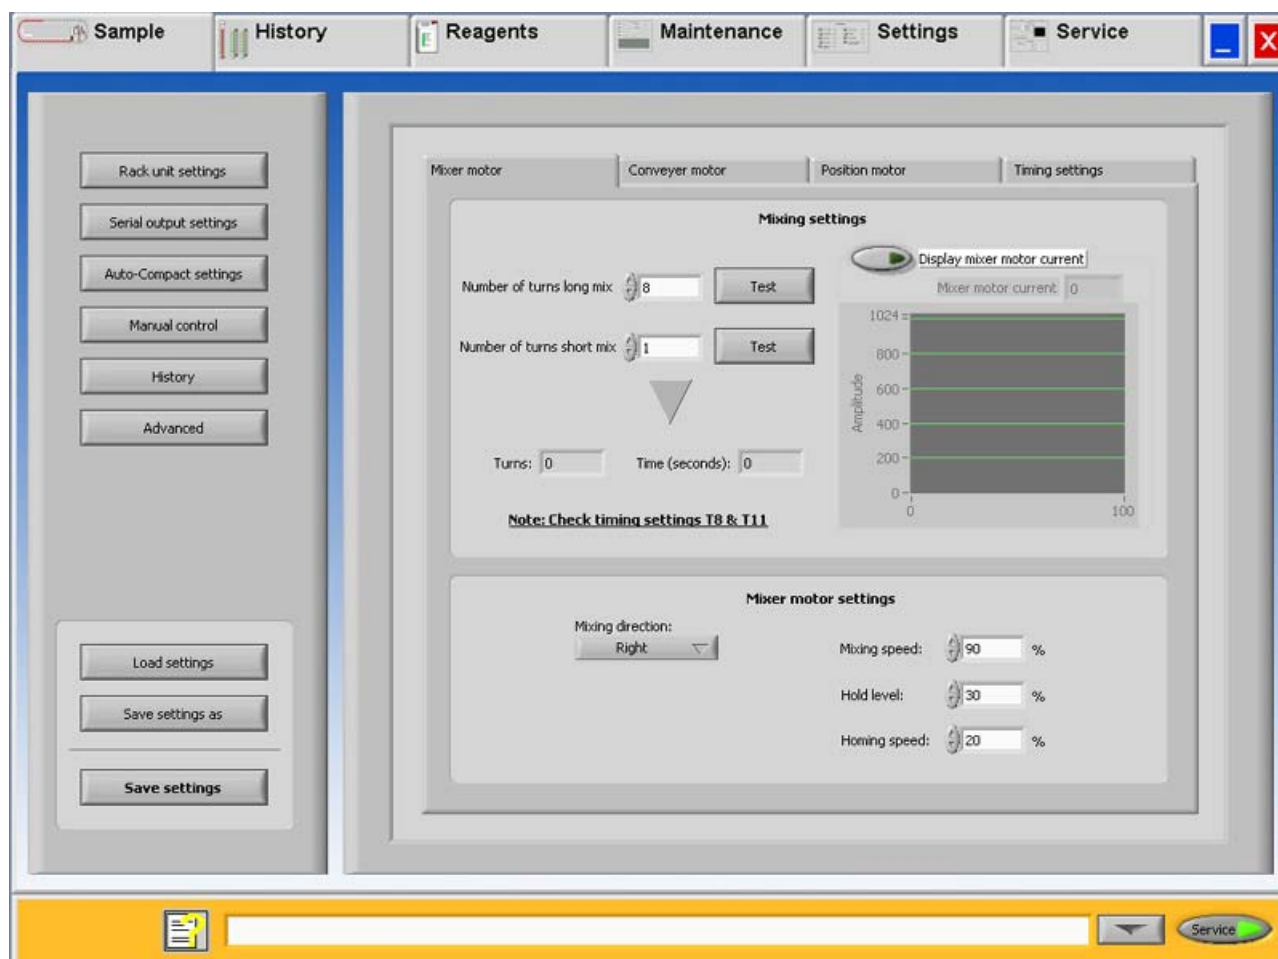 Sample
History
Reagents
Maintenance
Settings
Service
_
X
Rack unit settings
Serial output settings
Auto-Compact settings
Manual control
History
Advanced
Load settings
Save settings as
Save settings
Mixer motor
Conveyer motor
Position motor
Timing settings
Mixing settings
Number of turns long mix 8 Test
Number of turns short mix 1 Test
Turns: 0 Time (seconds): 0
Note: Check timing settings T8 & T11
Display mixer motor current
Mixer motor current 0
Amplitude
1024
800
600
400
200
0
0 100
Mixer motor settings
Mixing direction:
Right
Mixing speed: 90 %
Hold level: 30 %
Homing speed: 20 %
Service